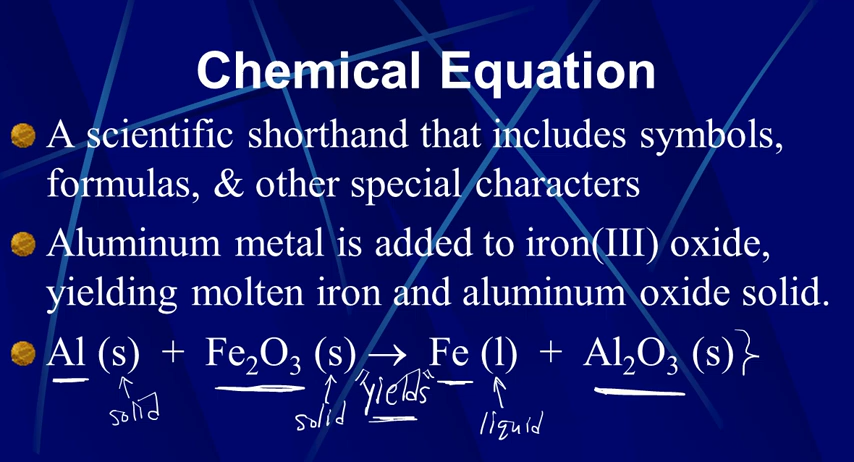 Chemical Equation
A scientific shorthand that includes symbols,
formulas, & other special characters
Aluminum metal is added to iron(III) oxide,
yielding molten iron and aluminum oxide solid.
Al (s) + Fe₂O₃ (s) → Fe (l) + Al₂O₃ (s)}
solid solid "yields" liquid